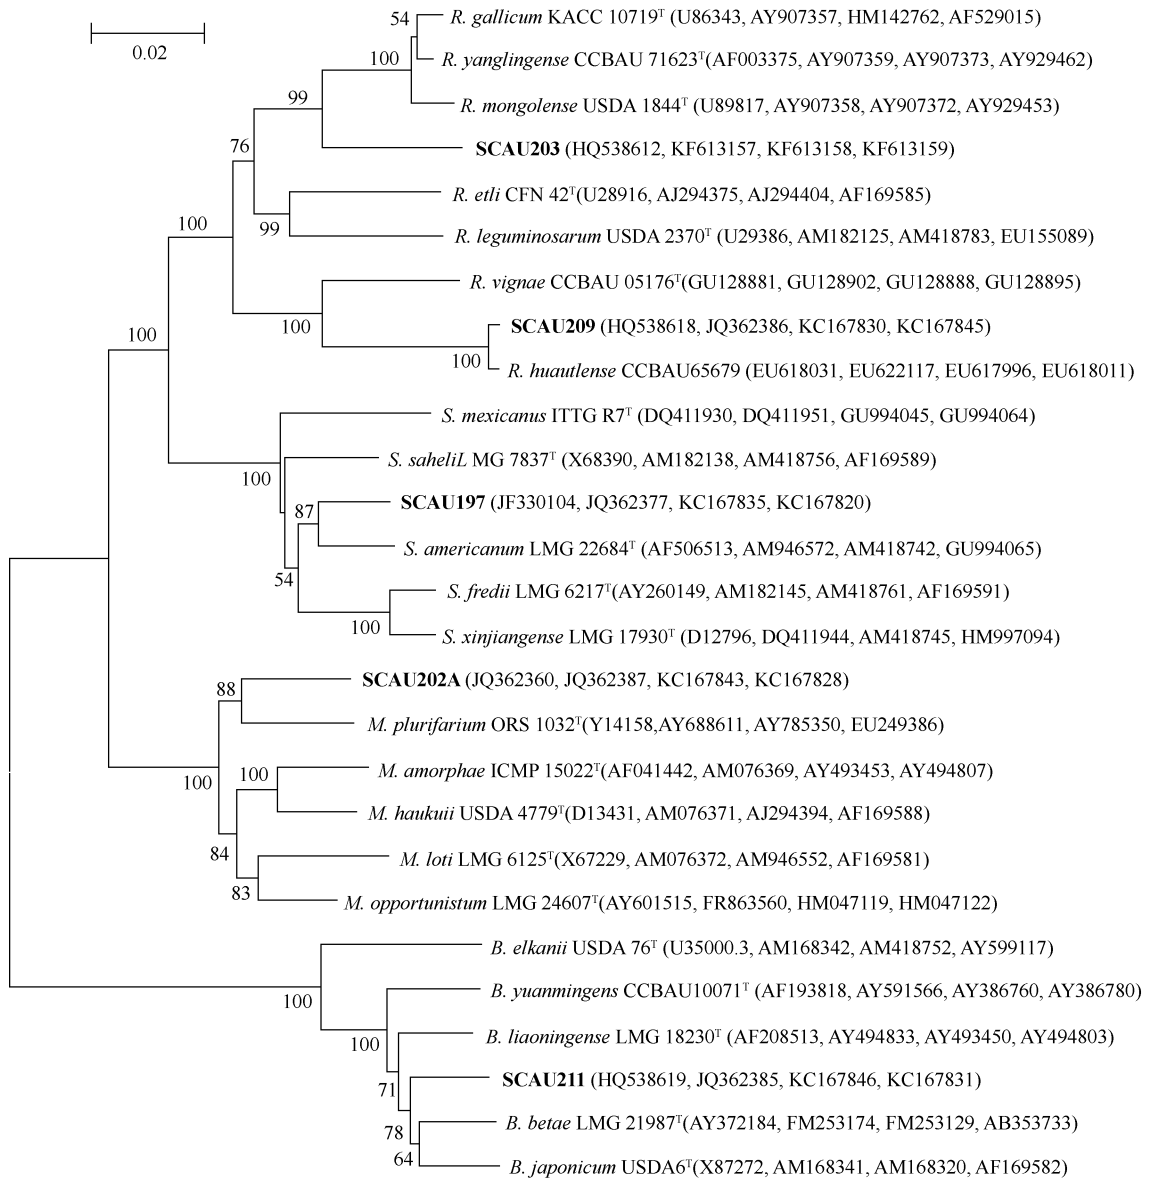 54
R. gallicum KACC 10719ᵀ (U86343, AY907357, HM142762, AF529015)
0.02
100
R. yanglingense CCBAU 71623ᵀ(AF003375, AY907359, AY907373, AY929462)
99
R. mongolense USDA 1844ᵀ (U89817, AY907358, AY907372, AY929453)
76
SCAU203 (HQ538612, KF613157, KF613158, KF613159)
R. etli CFN 42ᵀ(U28916, AJ294375, AJ294404, AF169585)
100
99
R. leguminosarum USDA 2370ᵀ (U29386, AM182125, AM418783, EU155089)
R. vignae CCBAU 05176ᵀ(GU128881, GU128902, GU128888, GU128895)
100
100
SCAU209 (HQ538618, JQ362386, KC167830, KC167845)
100
R. huautlense CCBAU65679 (EU618031, EU622117, EU617996, EU618011)
S. mexicanus ITTG R7ᵀ (DQ411930, DQ411951, GU994045, GU994064)
S. saheliL MG 7837ᵀ (X68390, AM182138, AM418756, AF169589)
100
87
SCAU197 (JF330104, JQ362377, KC167835, KC167820)
S. americanum LMG 22684ᵀ (AF506513, AM946572, AM418742, GU994065)
54
S. fredii LMG 6217ᵀ(AY260149, AM182145, AM418761, AF169591)
100
S. xinjiangense LMG 17930ᵀ (D12796, DQ411944, AM418745, HM997094)
88
SCAU202A (JQ362360, JQ362387, KC167843, KC167828)
M. plurifarium ORS 1032ᵀ(Y14158,AY688611, AY785350, EU249386)
100
100
M. amorphae ICMP 15022ᵀ(AF041442, AM076369, AY493453, AY494807)
M. haukuii USDA 4779ᵀ(D13431, AM076371, AJ294394, AF169588)
84
M. loti LMG 6125ᵀ(X67229, AM076372, AM946552, AF169581)
83
M. opportunistum LMG 24607ᵀ(AY601515, FR863560, HM047119, HM047122)
B. elkanii USDA 76ᵀ (U35000.3, AM168342, AM418752, AY599117)
100
B. yuanmingens CCBAU10071ᵀ (AF193818, AY591566, AY386760, AY386780)
100
B. liaoningense LMG 18230ᵀ (AF208513, AY494833, AY493450, AY494803)
71
SCAU211 (HQ538619, JQ362385, KC167846, KC167831)
78
B. betae LMG 21987ᵀ(AY372184, FM253174, FM253129, AB353733)
64
B. japonicum USDA6ᵀ(X87272, AM168341, AM168320, AF169582)